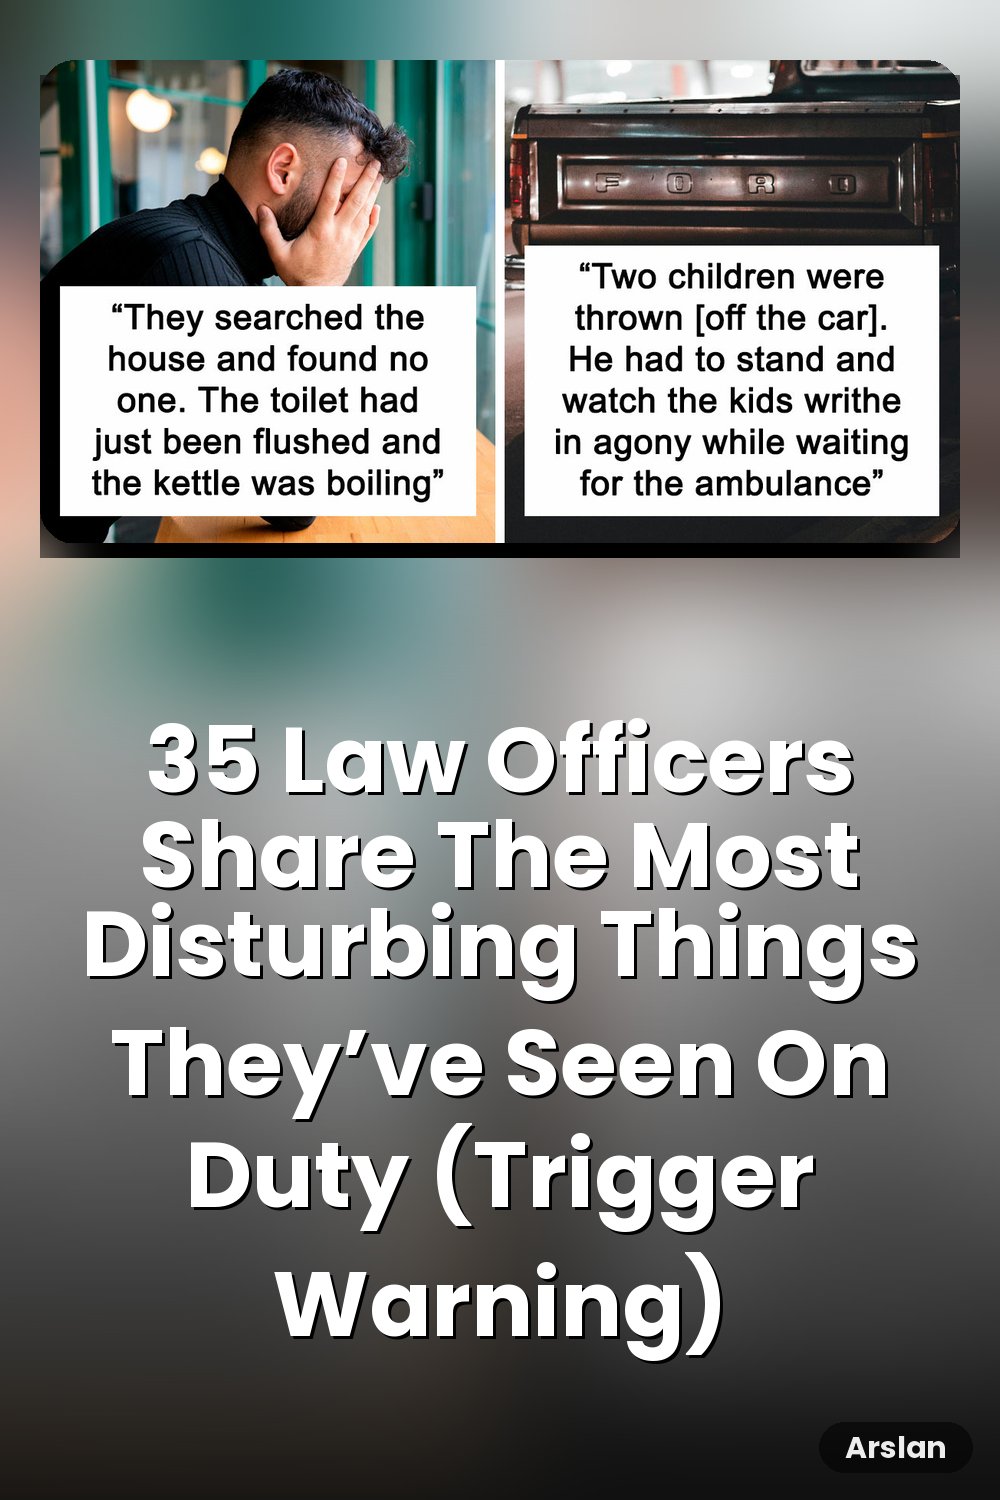 “They searched the
house and found no
one. The toilet had
just been flushed and
the kettle was boiling”
FORD
“Two children were
thrown [off the car].
He had to stand and
watch the kids writhe
in agony while waiting
for the ambulance”
35 Law Officers
Share The Most
Disturbing Things
They’ve Seen On
Duty (Trigger
Warning)
Arslan